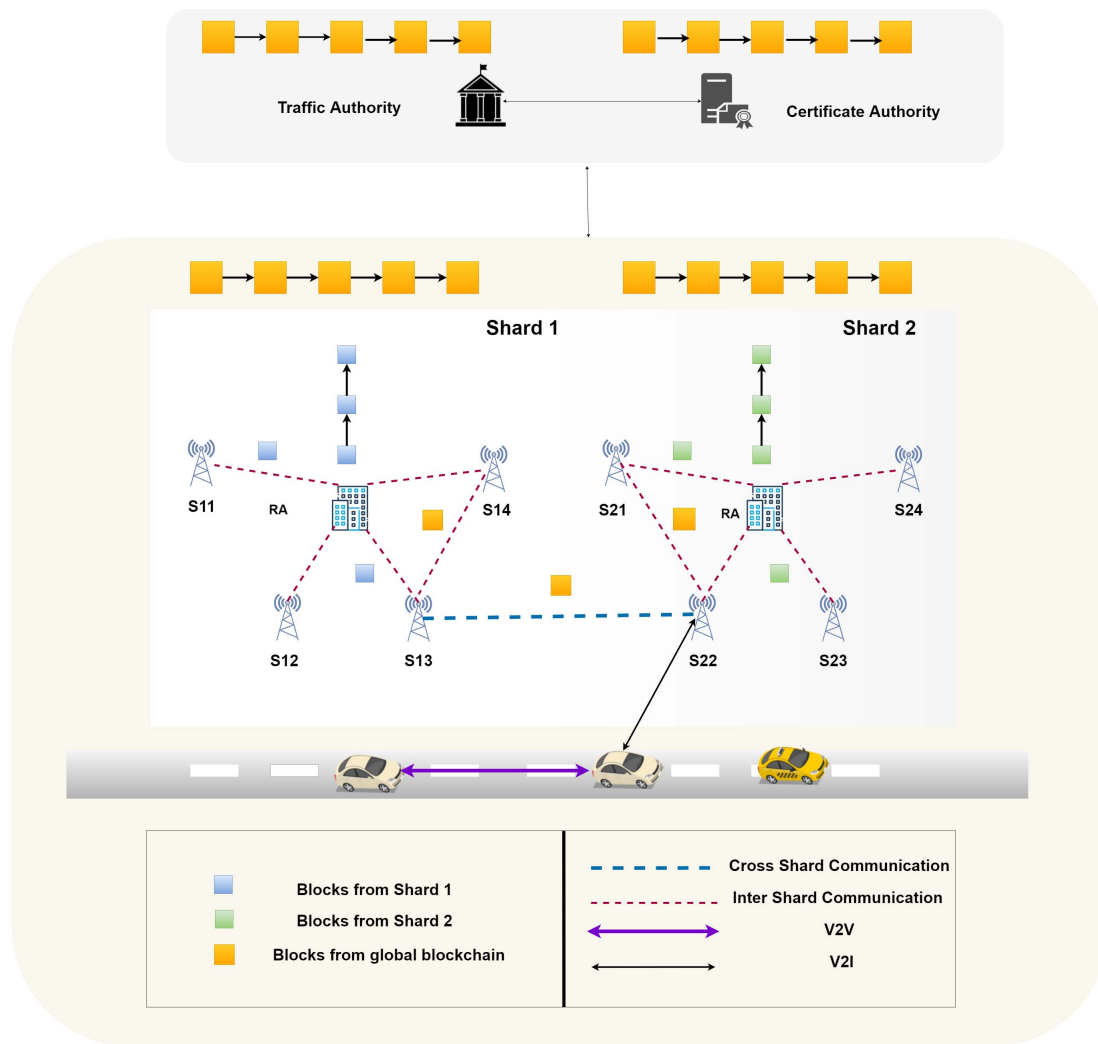 Traffic Authority
Certificate Authority
Shard 1
Shard 2
S11
RA
S14
S21
RA
S24
S12
S13
S22
S23
Blocks from Shard 1
Blocks from Shard 2
Blocks from global blockchain
Cross Shard Communication
Inter Shard Communication
V2V
V2I